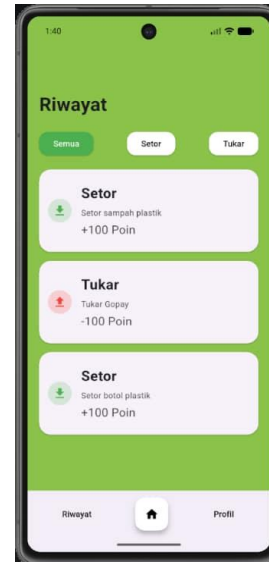 1:40
Riwayat
Semua Setor Tukar
Setor
Setor sampah plastik
+100 Poin
Tukar
Tukar Gopay
-100 Poin
Setor
Setor botol plastik
+100 Poin
Riwayat Profil